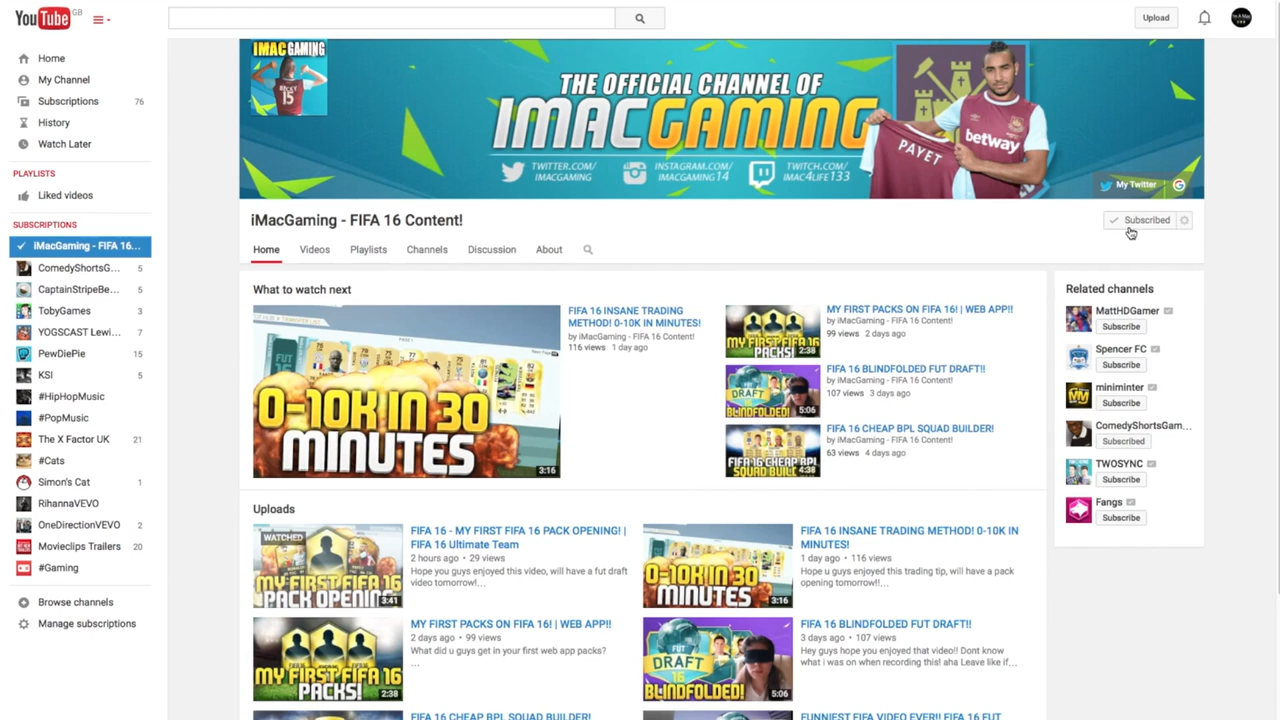 YouTube GB
Upload
Home
My Channel
Subscriptions 76
History
Watch Later
PLAYLISTS
Liked videos
SUBSCRIPTIONS
iMacGaming - FIFA 16...
ComedyShortsG... 5
CaptainStripeBe... 5
TobyGames 3
YOGSCAST Lewi... 7
PewDiePie 15
KSI 5
#HipHopMusic
#PopMusic
The X Factor UK 21
#Cats
Simon's Cat 1
RihannaVEVO
OneDirectionVEVO 2
Movieclips Trailers 20
#Gaming
Browse channels
Manage subscriptions
IMAC GAMING
15
THE OFFICIAL CHANNEL OF
IMACGAMING
TWITTER.COM/
IMACGAMING
INSTAGRAM.COM/
IMACGAMING14
TWITCH.COM/
IMAC4LIFE133
betway
PAYET
My Twitter
iMacGaming - FIFA 16 Content!
Subscribed
Home Videos Playlists Channels Discussion About
What to watch next
0-10K IN 30
MINUTES
3:16
FIFA 16 INSANE TRADING
METHOD! 0-10K IN MINUTES!
by iMacGaming - FIFA 16 Content!
116 views 1 day ago
MY FIRST FIFA 16
PACKS!
2:38
MY FIRST PACKS ON FIFA 16! | WEB APP!!
by iMacGaming - FIFA 16 Content!
99 views 2 days ago
FUT
DRAFT
16
BLINDFOLDED!
5:06
FIFA 16 BLINDFOLDED FUT DRAFT!!
by iMacGaming - FIFA 16 Content!
107 views 3 days ago
FIFA 16 CHEAP BPL
4:38
FIFA 16 CHEAP BPL SQUAD BUILDER!
by iMacGaming - FIFA 16 Content!
63 views 4 days ago
Related channels
MattHDGamer
Subscribe
Spencer FC
Subscribe
miniminter
Subscribe
ComedyShortsGam...
Subscribed
TWOSYNC
Subscribe
Fangs
Subscribe
Uploads
WATCHED
MY FIRST FIFA 16
PACK OPENING
3:41
FIFA 16 - MY FIRST FIFA 16 PACK OPENING! |
FIFA 16 Ultimate Team
2 hours ago • 29 views
Hope you guys enjoyed this video, will have a fut draft
video tomorrow!...
0-10K IN 30
MINUTES
3:16
FIFA 16 INSANE TRADING METHOD! 0-10K IN
MINUTES!
1 day ago • 116 views
Hope u guys enjoyed this trading tip, will have a pack
opening tomorrow!!...
MY FIRST FIFA 16
PACKS!
2:38
MY FIRST PACKS ON FIFA 16! | WEB APP!!
2 days ago • 99 views
What did u guys get in your first web app packs?
...
FUT
DRAFT
16
BLINDFOLDED!
5:06
FIFA 16 BLINDFOLDED FUT DRAFT!!
3 days ago • 107 views
Hey guys hope you enjoyed that video!! Dont know
what i was on when recording this! aha Leave like if...
FIFA 16 CHEAP BPL SQUAD BUILDER!
FUNNIEST FIFA VIDEO EVER!! FIFA 16 FUT